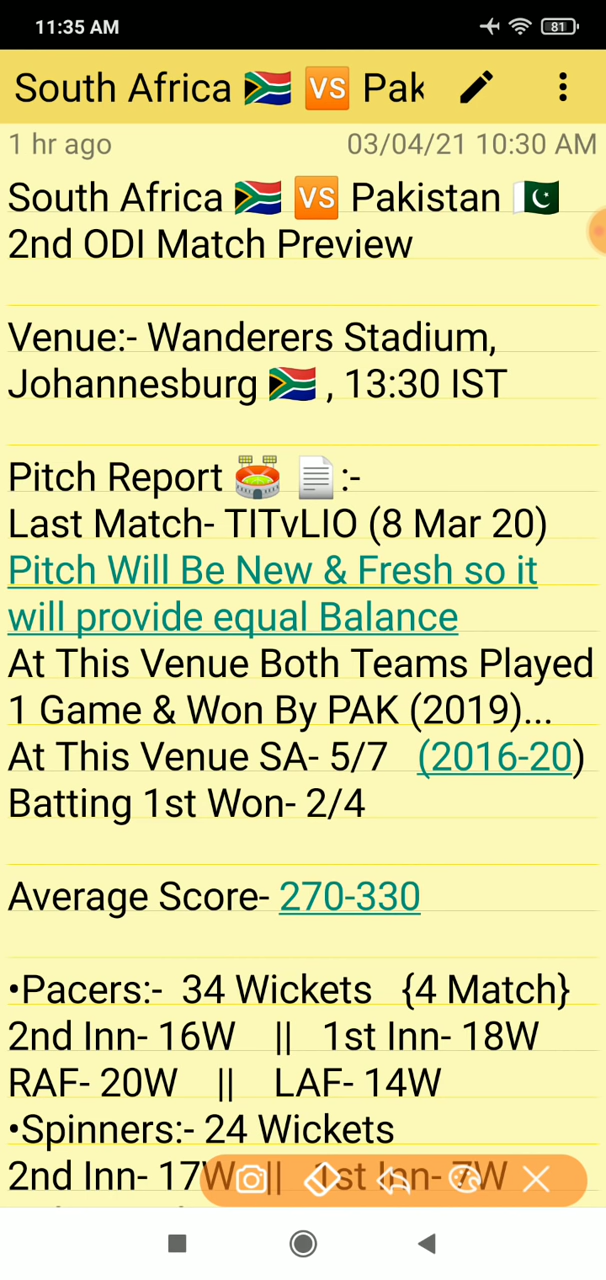 11:35 AM
81
South Africa 🇿🇦 🆚 Pak
1 hr ago 03/04/21 10:30 AM
South Africa 🇿🇦 🆚 Pakistan 🇵🇰
2nd ODI Match Preview
Venue:- Wanderers Stadium,
Johannesburg 🇿🇦 , 13:30 IST
Pitch Report 🏟️ 📄 :-
Last Match- TITvLIO (8 Mar 20)
Pitch Will Be New & Fresh so it
will provide equal Balance
At This Venue Both Teams Played
1 Game & Won By PAK (2019)...
At This Venue SA- 5/7 (2016-20)
Batting 1st Won- 2/4
Average Score- 270-330
•Pacers:- 34 Wickets {4 Match}
2nd Inn- 16W || 1st Inn- 18W
RAF- 20W || LAF- 14W
•Spinners:- 24 Wickets
2nd Inn- 17W || 1st Inn- 7W